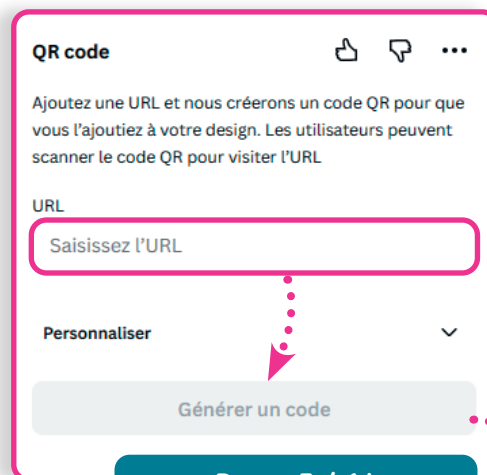 QR code
Ajoutez une URL et nous créerons un code QR pour que
vous l'ajoutiez à votre design. Les utilisateurs peuvent
scanner le code QR pour visiter l'URL
URL
Saisissez l'URL
Personnaliser
Générer un code